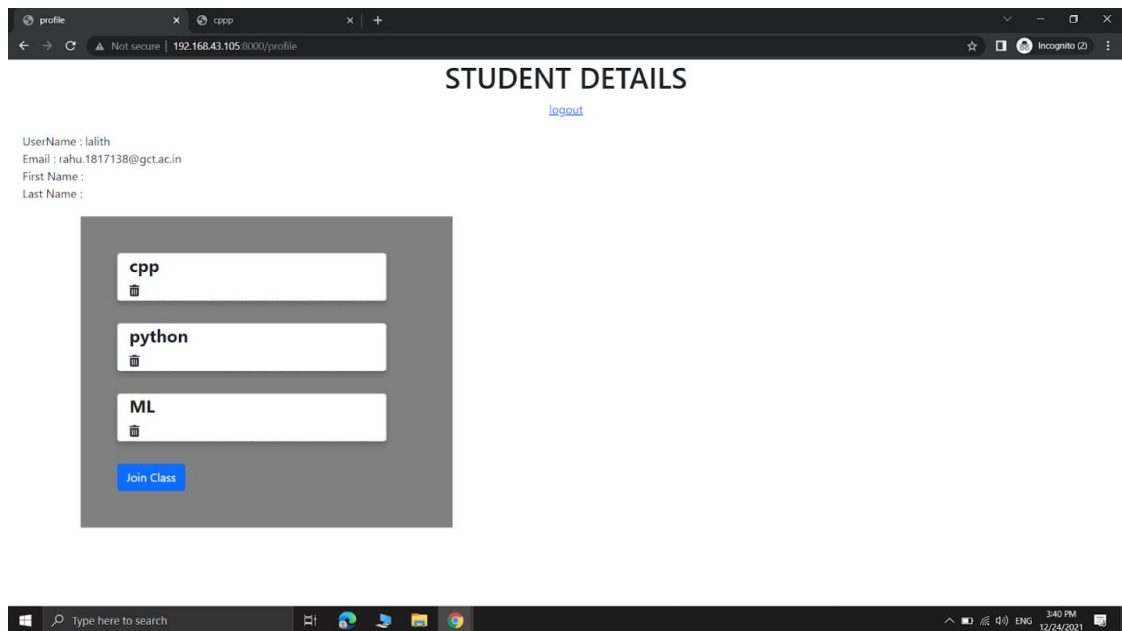 profile
cppp
Not secure | 192.168.43.105:8000/profile
Incognito (2)
STUDENT DETAILS
logout
UserName : lalith
Email : rahu.1817138@gct.ac.in
First Name :
Last Name :
cpp
python
ML
Join Class
Type here to search
ENG
3:40 PM
12/24/2021